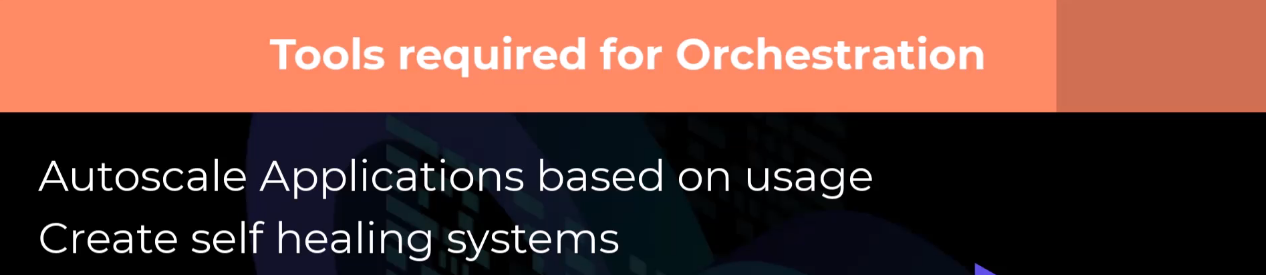 Tools required for Orchestration
Autoscale Applications based on usage
Create self healing systems